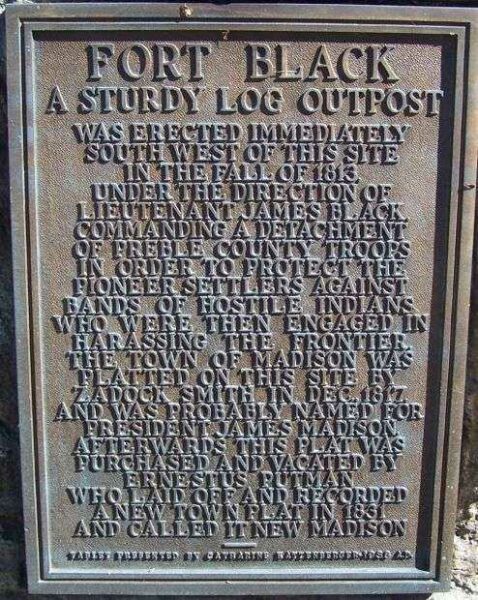 FORT BLACK
A STURDY LOG OUTPOST
WAS ERECTED IMMEDIATELY
SOUTH WEST OF THIS SITE
IN THE FALL OF 1813
UNDER THE DIRECTION OF
LIEUTENANT JAMES BLACK
COMMANDING A DETACHMENT
OF PREBLE COUNTY TROOPS
IN ORDER TO PROTECT THE
PIONEER SETTLERS AGAINST
BANDS OF HOSTILE INDIANS
WHO WERE THEN ENGAGED IN
HARASSING THE FRONTIER.
THE TOWN OF MADISON WAS
PLATTED ON THIS SITE BY
ZADOCK SMITH IN DEC. 1817
AND WAS PROBABLY NAMED FOR
PRESIDENT JAMES MADISON
AFTERWARDS THIS PLAT WAS
PURCHASED AND VACATED BY
ERNESTUS PUTMAN
WHO LAID OFF AND RECORDED
A NEW TOWN PLAT IN 1831
AND CALLED IT NEW MADISON
TABLET PRESENTED BY CATHARINE